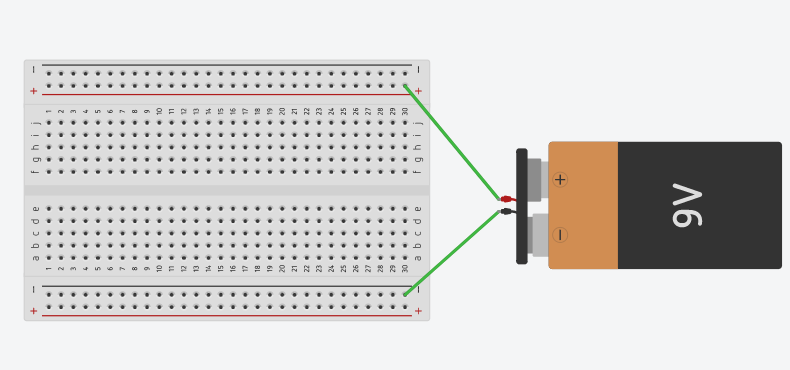 − −
+ +
1 2 3 4 5 6 7 8 9 10 11 12 13 14 15 16 17 18 19 20 21 22 23 24 25 26 27 28 29 30
j j
i i
h h
g g
f f
+
9V
−
e e
d d
c c
b b
a a
1 2 3 4 5 6 7 8 9 10 11 12 13 14 15 16 17 18 19 20 21 22 23 24 25 26 27 28 29 30
− −
+ +